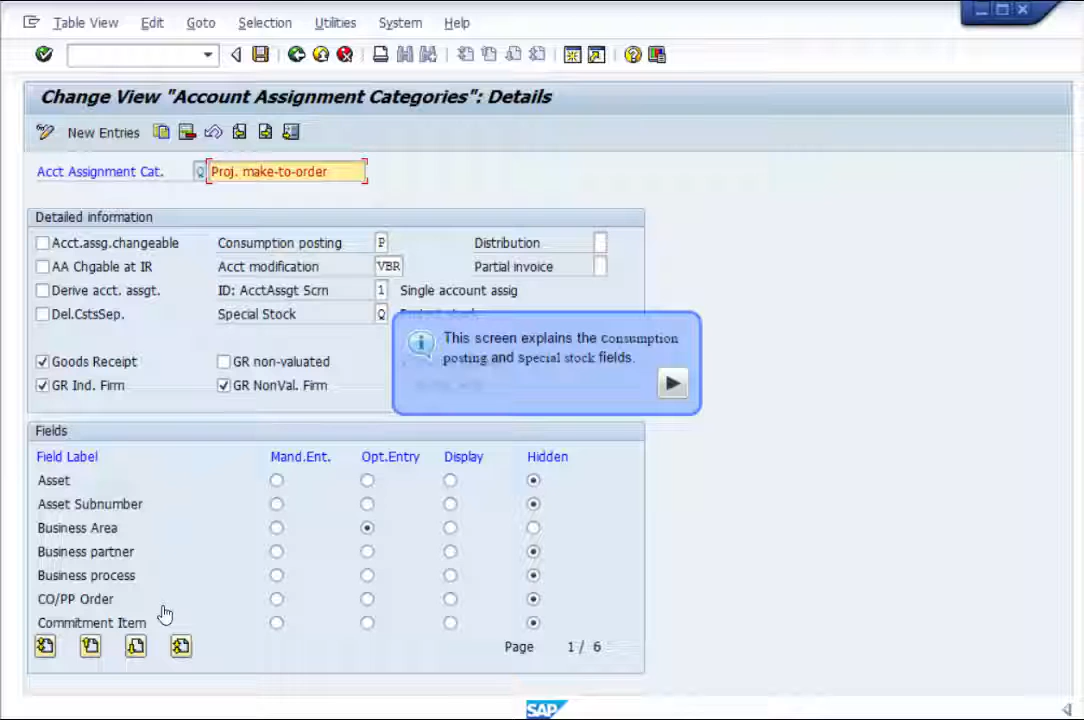 Table View Edit Goto Selection Utilities System Help
Change View "Account Assignment Categories": Details
New Entries
Acct Assignment Cat. Q Proj. make-to-order
Detailed information
Acct.assg.changeable Consumption posting P Distribution
AA Chgable at IR Acct modification VBR Partial invoice
Derive acct. assgt. ID: AcctAssgt Scrn 1 Single account assig
Del.CstsSep. Special Stock Q
This screen explains the consumption
posting and special stock fields.
Goods Receipt GR non-valuated
GR Ind. Firm GR NonVal. Firm
Fields
Field Label Mand.Ent. Opt.Entry Display Hidden
Asset
Asset Subnumber
Business Area
Business partner
Business process
CO/PP Order
Commitment Item
Page 1 / 6
SAP